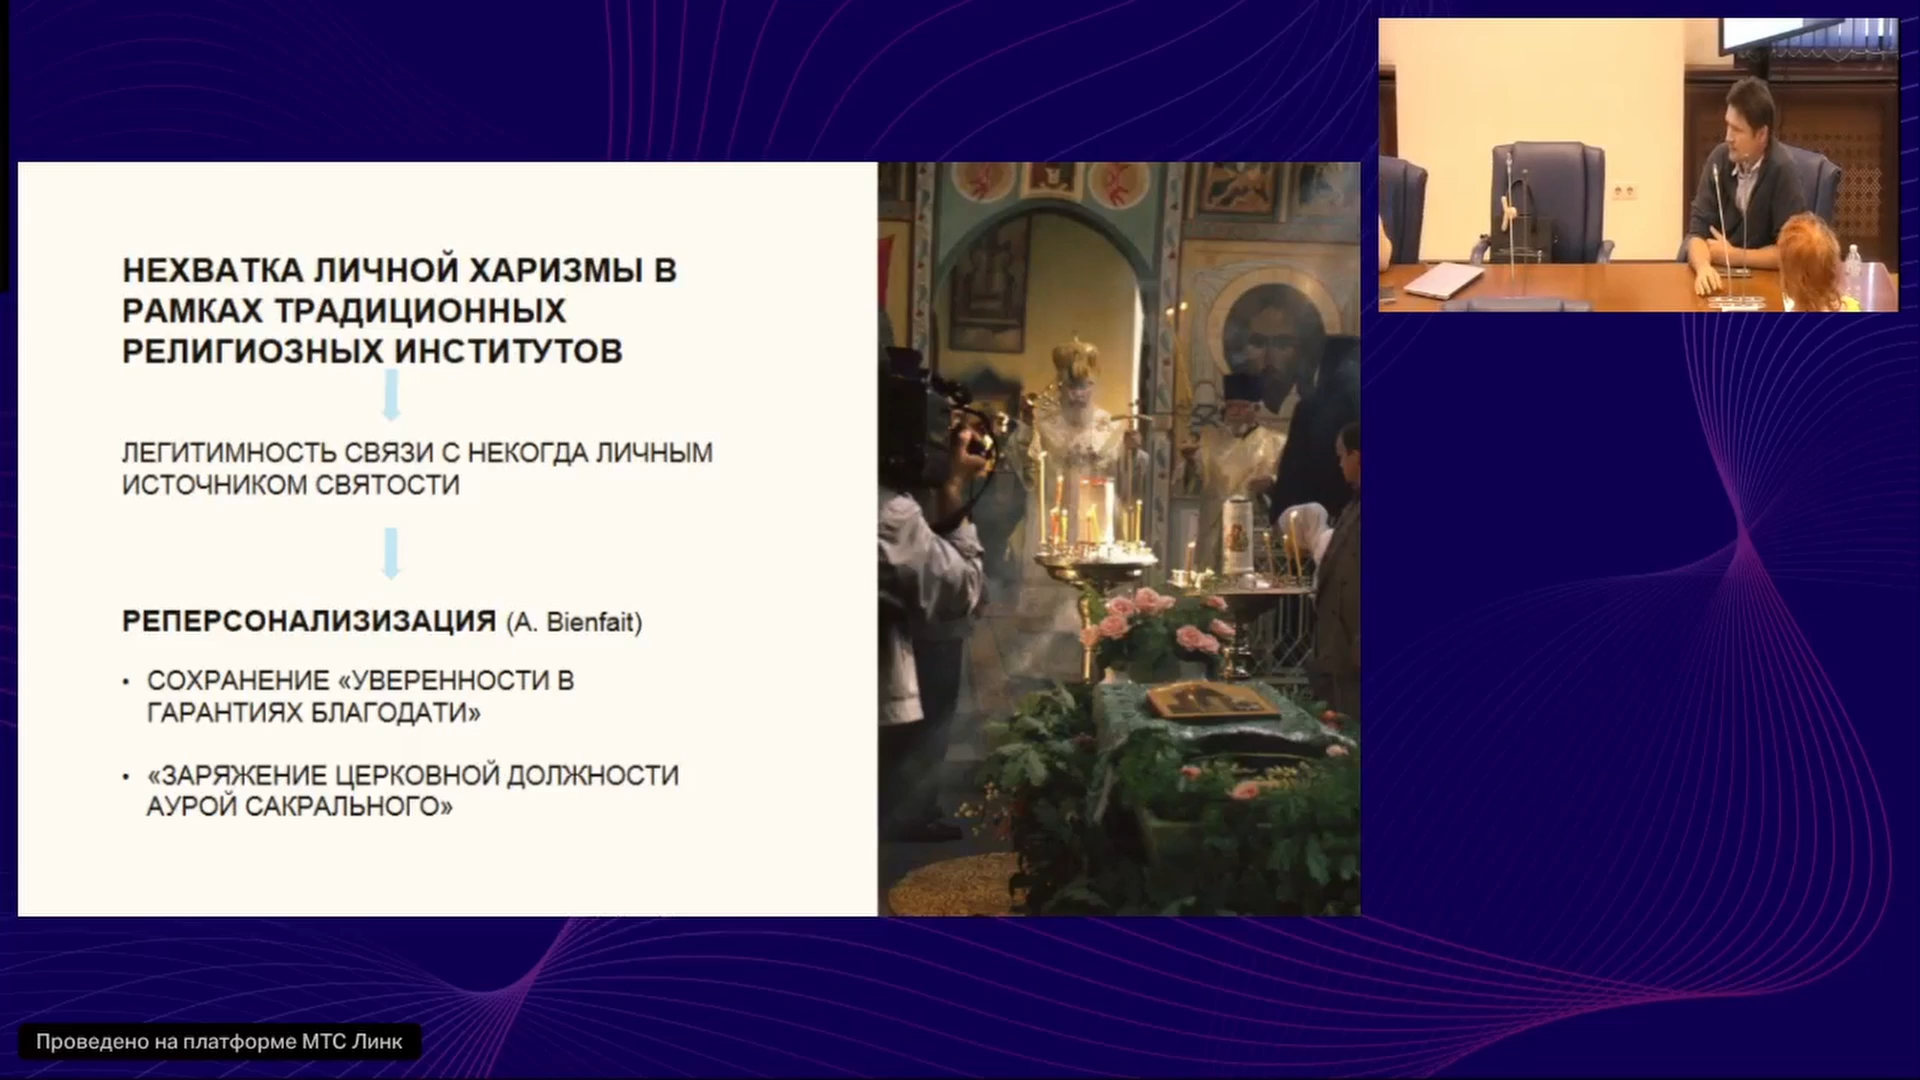 НЕХВАТКА ЛИЧНОЙ ХАРИЗМЫ В
РАМКАХ ТРАДИЦИОННЫХ
РЕЛИГИОЗНЫХ ИНСТИТУТОВ
ЛЕГИТИМНОСТЬ СВЯЗИ С НЕКОГДА ЛИЧНЫМ
ИСТОЧНИКОМ СВЯТОСТИ
РЕПЕРСОНАЛИЗИЗАЦИЯ (A. Bienfait)
• СОХРАНЕНИЕ «УВЕРЕННОСТИ В
ГАРАНТИЯХ БЛАГОДАТИ»
• «ЗАРЯЖЕНИЕ ЦЕРКОВНОЙ ДОЛЖНОСТИ
АУРОЙ САКРАЛЬНОГО»
Проведено на платформе МТС Линк